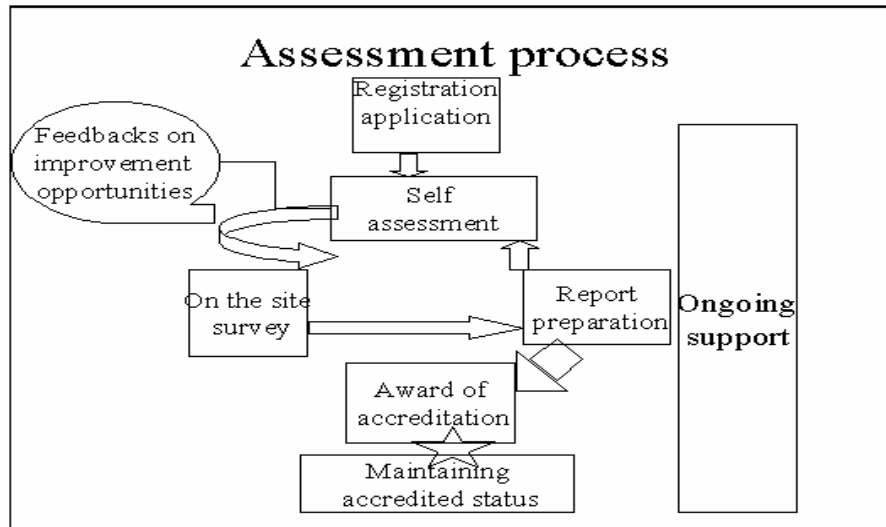 Assessment process
Registration
application
Feedbacks on
improvement
opportunities
Self
assessment
On the site
survey
Report
preparation
Ongoing
support
Award of
accreditation
Maintaining
accredited status